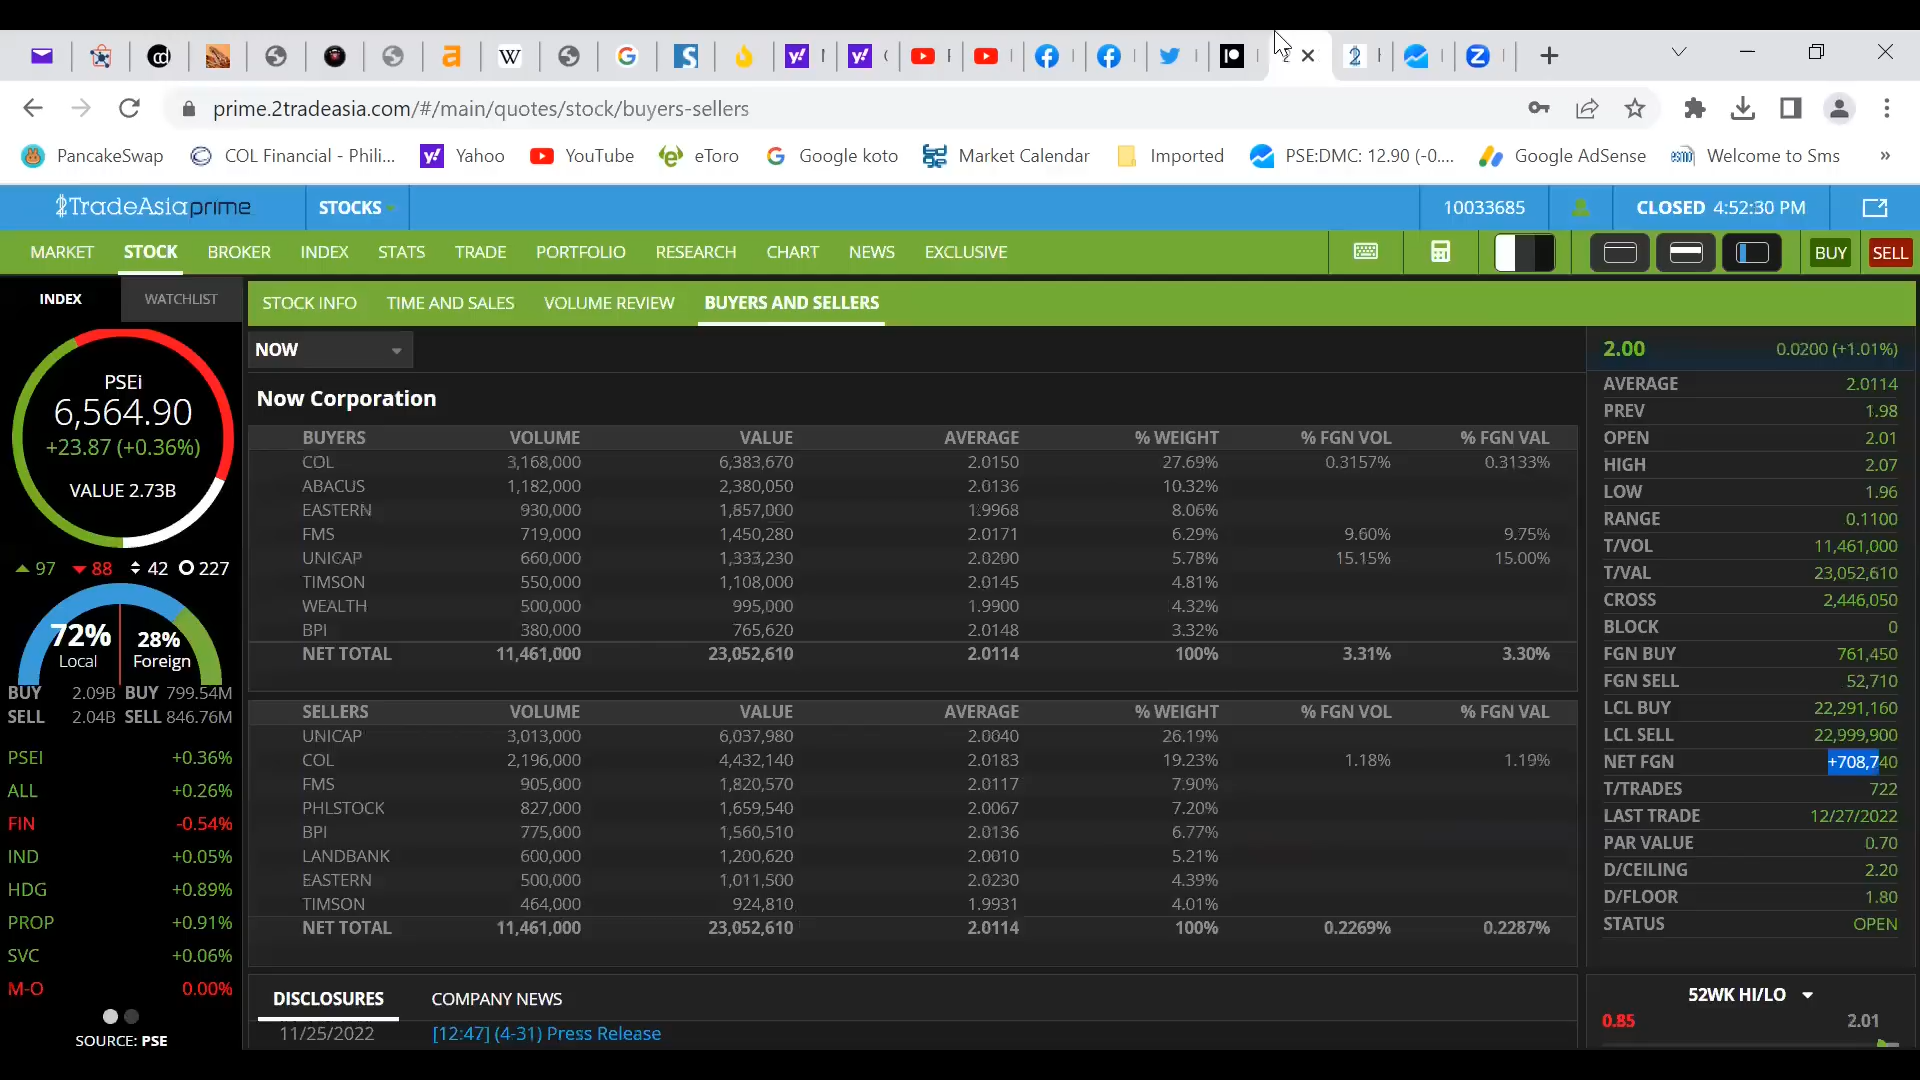 prime.2tradeasia.com/#/main/quotes/stock/buyers-sellers
PancakeSwap COL Financial - Phili... Yahoo YouTube eToro Google koto Market Calendar Imported PSE:DMC: 12.90 (-0.... Google AdSense Welcome to Sms »
2TradeAsiaprime STOCKS 10033685 CLOSED 4:52:30 PM
MARKET STOCK BROKER INDEX STATS TRADE PORTFOLIO RESEARCH CHART NEWS EXCLUSIVE BUY SELL
INDEX WATCHLIST
STOCK INFO TIME AND SALES VOLUME REVIEW BUYERS AND SELLERS
PSEi
6,564.90
+23.87 (+0.36%)
VALUE 2.73B
97 88 42 227
72% Local 28% Foreign
BUY 2.09B BUY 799.54M
SELL 2.04B SELL 846.76M
PSEI +0.36%
ALL +0.26%
FIN -0.54%
IND +0.05%
HDG +0.89%
PROP +0.91%
SVC +0.06%
M-O 0.00%
SOURCE: PSE
NOW
Now Corporation
BUYERS VOLUME VALUE AVERAGE % WEIGHT % FGN VOL % FGN VAL
COL 3,168,000 6,383,670 2.0150 27.69% 0.3157% 0.3133%
ABACUS 1,182,000 2,380,050 2.0136 10.32%
EASTERN 930,000 1,857,000 1.9968 8.06%
FMS 719,000 1,450,280 2.0171 6.29% 9.60% 9.75%
UNICAP 660,000 1,333,230 2.0200 5.78% 15.15% 15.00%
TIMSON 550,000 1,108,000 2.0145 4.81%
WEALTH 500,000 995,000 1.9900 4.32%
BPI 380,000 765,620 2.0148 3.32%
NET TOTAL 11,461,000 23,052,610 2.0114 100% 3.31% 3.30%
SELLERS VOLUME VALUE AVERAGE % WEIGHT % FGN VOL % FGN VAL
UNICAP 3,013,000 6,037,980 2.0040 26.19%
COL 2,196,000 4,432,140 2.0183 19.23% 1.18% 1.19%
FMS 905,000 1,820,570 2.0117 7.90%
PHLSTOCK 827,000 1,659,540 2.0067 7.20%
BPI 775,000 1,560,510 2.0136 6.77%
LANDBANK 600,000 1,200,620 2.0010 5.21%
EASTERN 500,000 1,011,500 2.0230 4.39%
TIMSON 464,000 924,810 1.9931 4.01%
NET TOTAL 11,461,000 23,052,610 2.0114 100% 0.2269% 0.2287%
DISCLOSURES COMPANY NEWS
11/25/2022 [12:47] (4-31) Press Release
2.00 0.0200 (+1.01%)
AVERAGE 2.0114
PREV 1.98
OPEN 2.01
HIGH 2.07
LOW 1.96
RANGE 0.1100
T/VOL 11,461,000
T/VAL 23,052,610
CROSS 2,446,050
BLOCK 0
FGN BUY 761,450
FGN SELL 52,710
LCL BUY 22,291,160
LCL SELL 22,999,900
NET FGN +708,740
T/TRADES 722
LAST TRADE 12/27/2022
PAR VALUE 0.70
D/CEILING 2.20
D/FLOOR 1.80
STATUS OPEN
52WK HI/LO
0.85 2.01